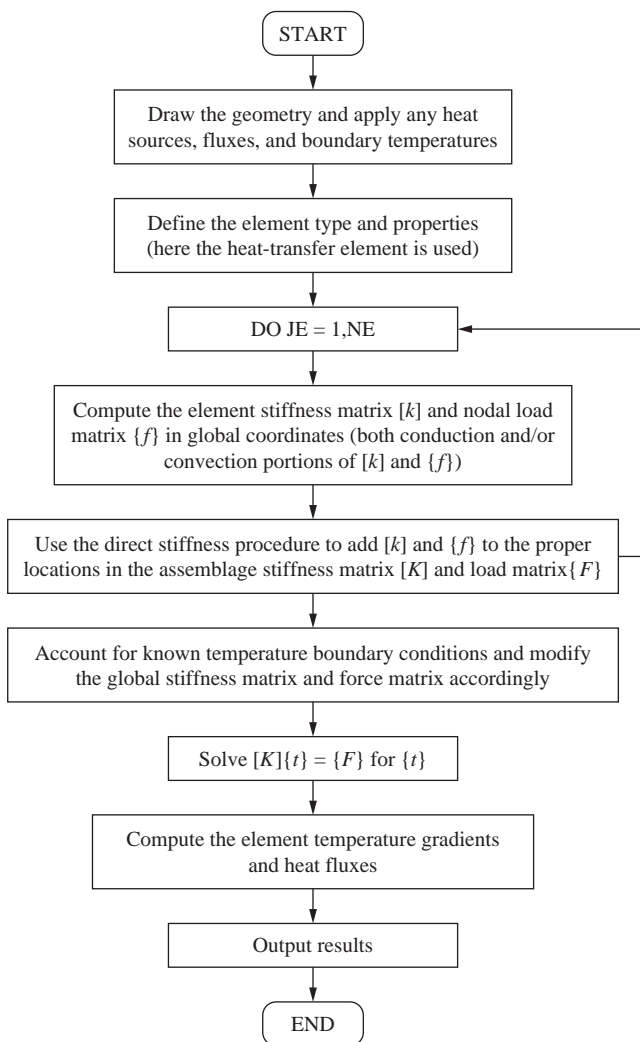 START
Draw the geometry and apply any heat
sources, fluxes, and boundary temperatures
Define the element type and properties
(here the heat-transfer element is used)
DO JE = 1,NE
Compute the element stiffness matrix [k] and nodal load
matrix {f} in global coordinates (both conduction and/or
convection portions of [k] and {f})
Use the direct stiffness procedure to add [k] and {f} to the proper
locations in the assemblage stiffness matrix [K] and load matrix{F}
Account for known temperature boundary conditions and modify
the global stiffness matrix and force matrix accordingly
Solve [K]{t} = {F} for {t}
Compute the element temperature gradients
and heat fluxes
Output results
END